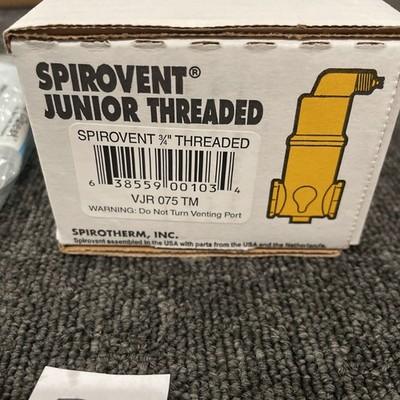 SPIROVENT®
JUNIOR THREADED
SPIROVENT ¾" THREADED
6 38559 00103 4
VJR 075 TM
WARNING: Do Not Turn Venting Port
SPIROTHERM, INC.
Spirovent assembled in the USA with parts from the USA and the Netherlands.